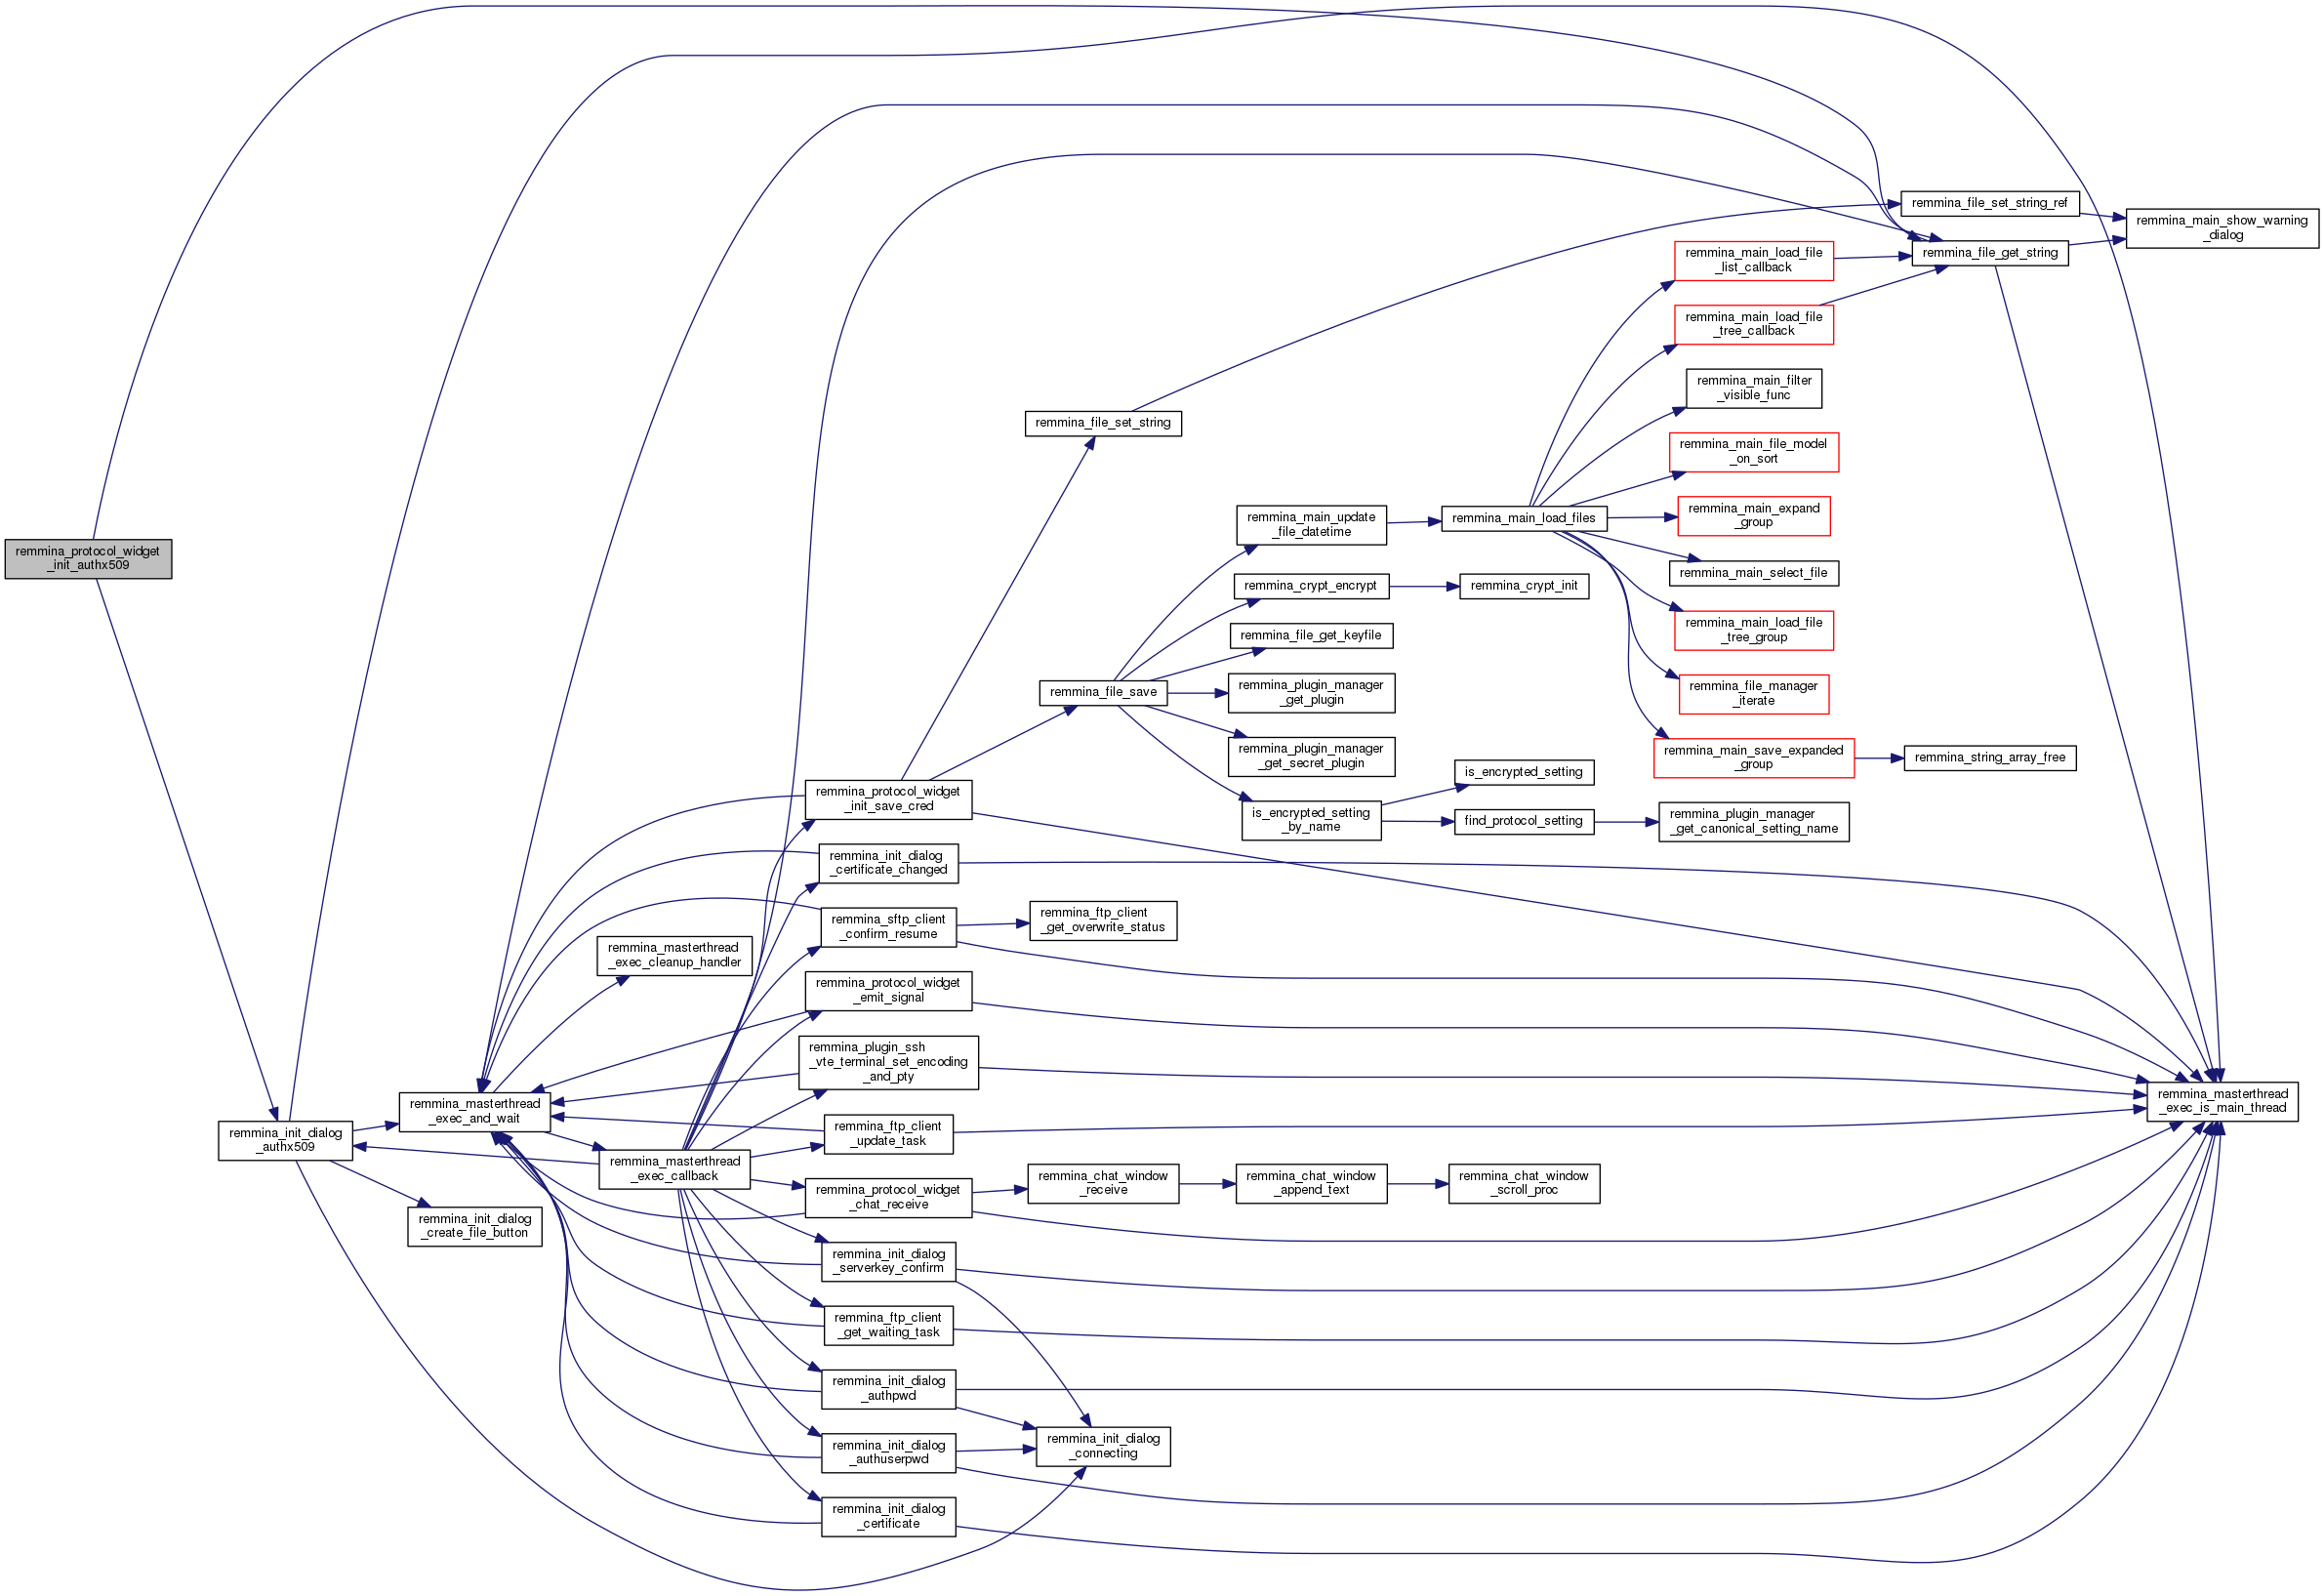 remmina_protocol_widget
_init_authx509
remmina_init_dialog
_authx509
remmina_masterthread
_exec_and_wait
remmina_init_dialog
_create_file_button
remmina_masterthread
_exec_cleanup_handler
remmina_masterthread
_exec_callback
remmina_protocol_widget
_init_save_cred
remmina_init_dialog
_certificate_changed
remmina_sftp_client
_confirm_resume
remmina_protocol_widget
_emit_signal
remmina_plugin_ssh
_vte_terminal_set_encoding
_and_pty
remmina_ftp_client
_update_task
remmina_protocol_widget
_chat_receive
remmina_init_dialog
_serverkey_confirm
remmina_ftp_client
_get_waiting_task
remmina_init_dialog
_authpwd
remmina_init_dialog
_authuserpwd
remmina_init_dialog
_certificate
remmina_file_set_string
remmina_file_save
remmina_ftp_client
_get_overwrite_status
remmina_chat_window
_receive
remmina_init_dialog
_connecting
remmina_main_update
_file_datetime
remmina_crypt_encrypt
remmina_file_get_keyfile
remmina_plugin_manager
_get_plugin
remmina_plugin_manager
_get_secret_plugin
is_encrypted_setting
_by_name
remmina_chat_window
_append_text
remmina_main_load_files
remmina_crypt_init
is_encrypted_setting
find_protocol_setting
remmina_chat_window
_scroll_proc
remmina_main_load_file
_list_callback
remmina_main_load_file
_tree_callback
remmina_main_filter
_visible_func
remmina_main_file_model
_on_sort
remmina_main_expand
_group
remmina_main_select_file
remmina_main_load_file
_tree_group
remmina_file_manager
_iterate
remmina_main_save_expanded
_group
remmina_plugin_manager
_get_canonical_setting_name
remmina_file_set_string_ref
remmina_file_get_string
remmina_string_array_free
remmina_main_show_warning
_dialog
remmina_masterthread
_exec_is_main_thread